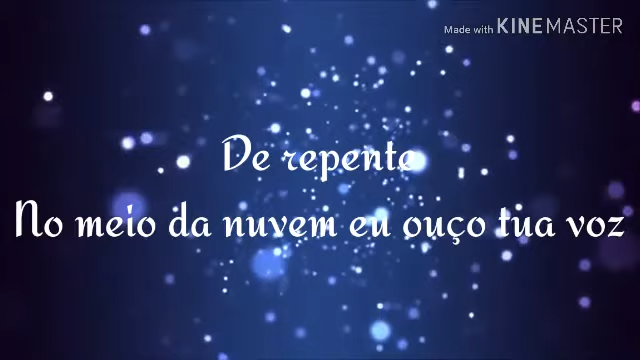 Made with KINEMASTER
De repente
No meio da nuvem eu ouço tua voz